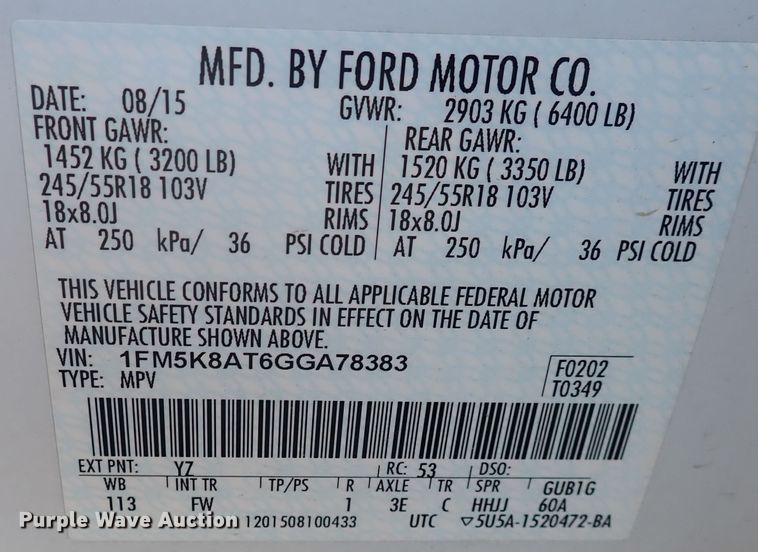 MFD. BY FORD MOTOR CO.
DATE: 08/15 GVWR: 2903 KG ( 6400 LB)
FRONT GAWR: REAR GAWR:
1452 KG ( 3200 LB) WITH 1520 KG ( 3350 LB) WITH
245/55R18 103V TIRES 245/55R18 103V TIRES
18x8.0J RIMS 18x8.0J RIMS
AT 250 kPa/ 36 PSI COLD AT 250 kPa/ 36 PSI COLD
THIS VEHICLE CONFORMS TO ALL APPLICABLE FEDERAL MOTOR
VEHICLE SAFETY STANDARDS IN EFFECT ON THE DATE OF
MANUFACTURE SHOWN ABOVE.
VIN: 1FM5K8AT6GGA78383 F0202
TYPE: MPV T0349
EXT PNT: YZ RC: 53 DSO:
WB INT TR TP/PS R AXLE TR SPR GUB1G
113 FW 1 3E C HHJJ 60A
Purple Wave Auction 1201508100433 UTC ▽5U5A-1520472-BA